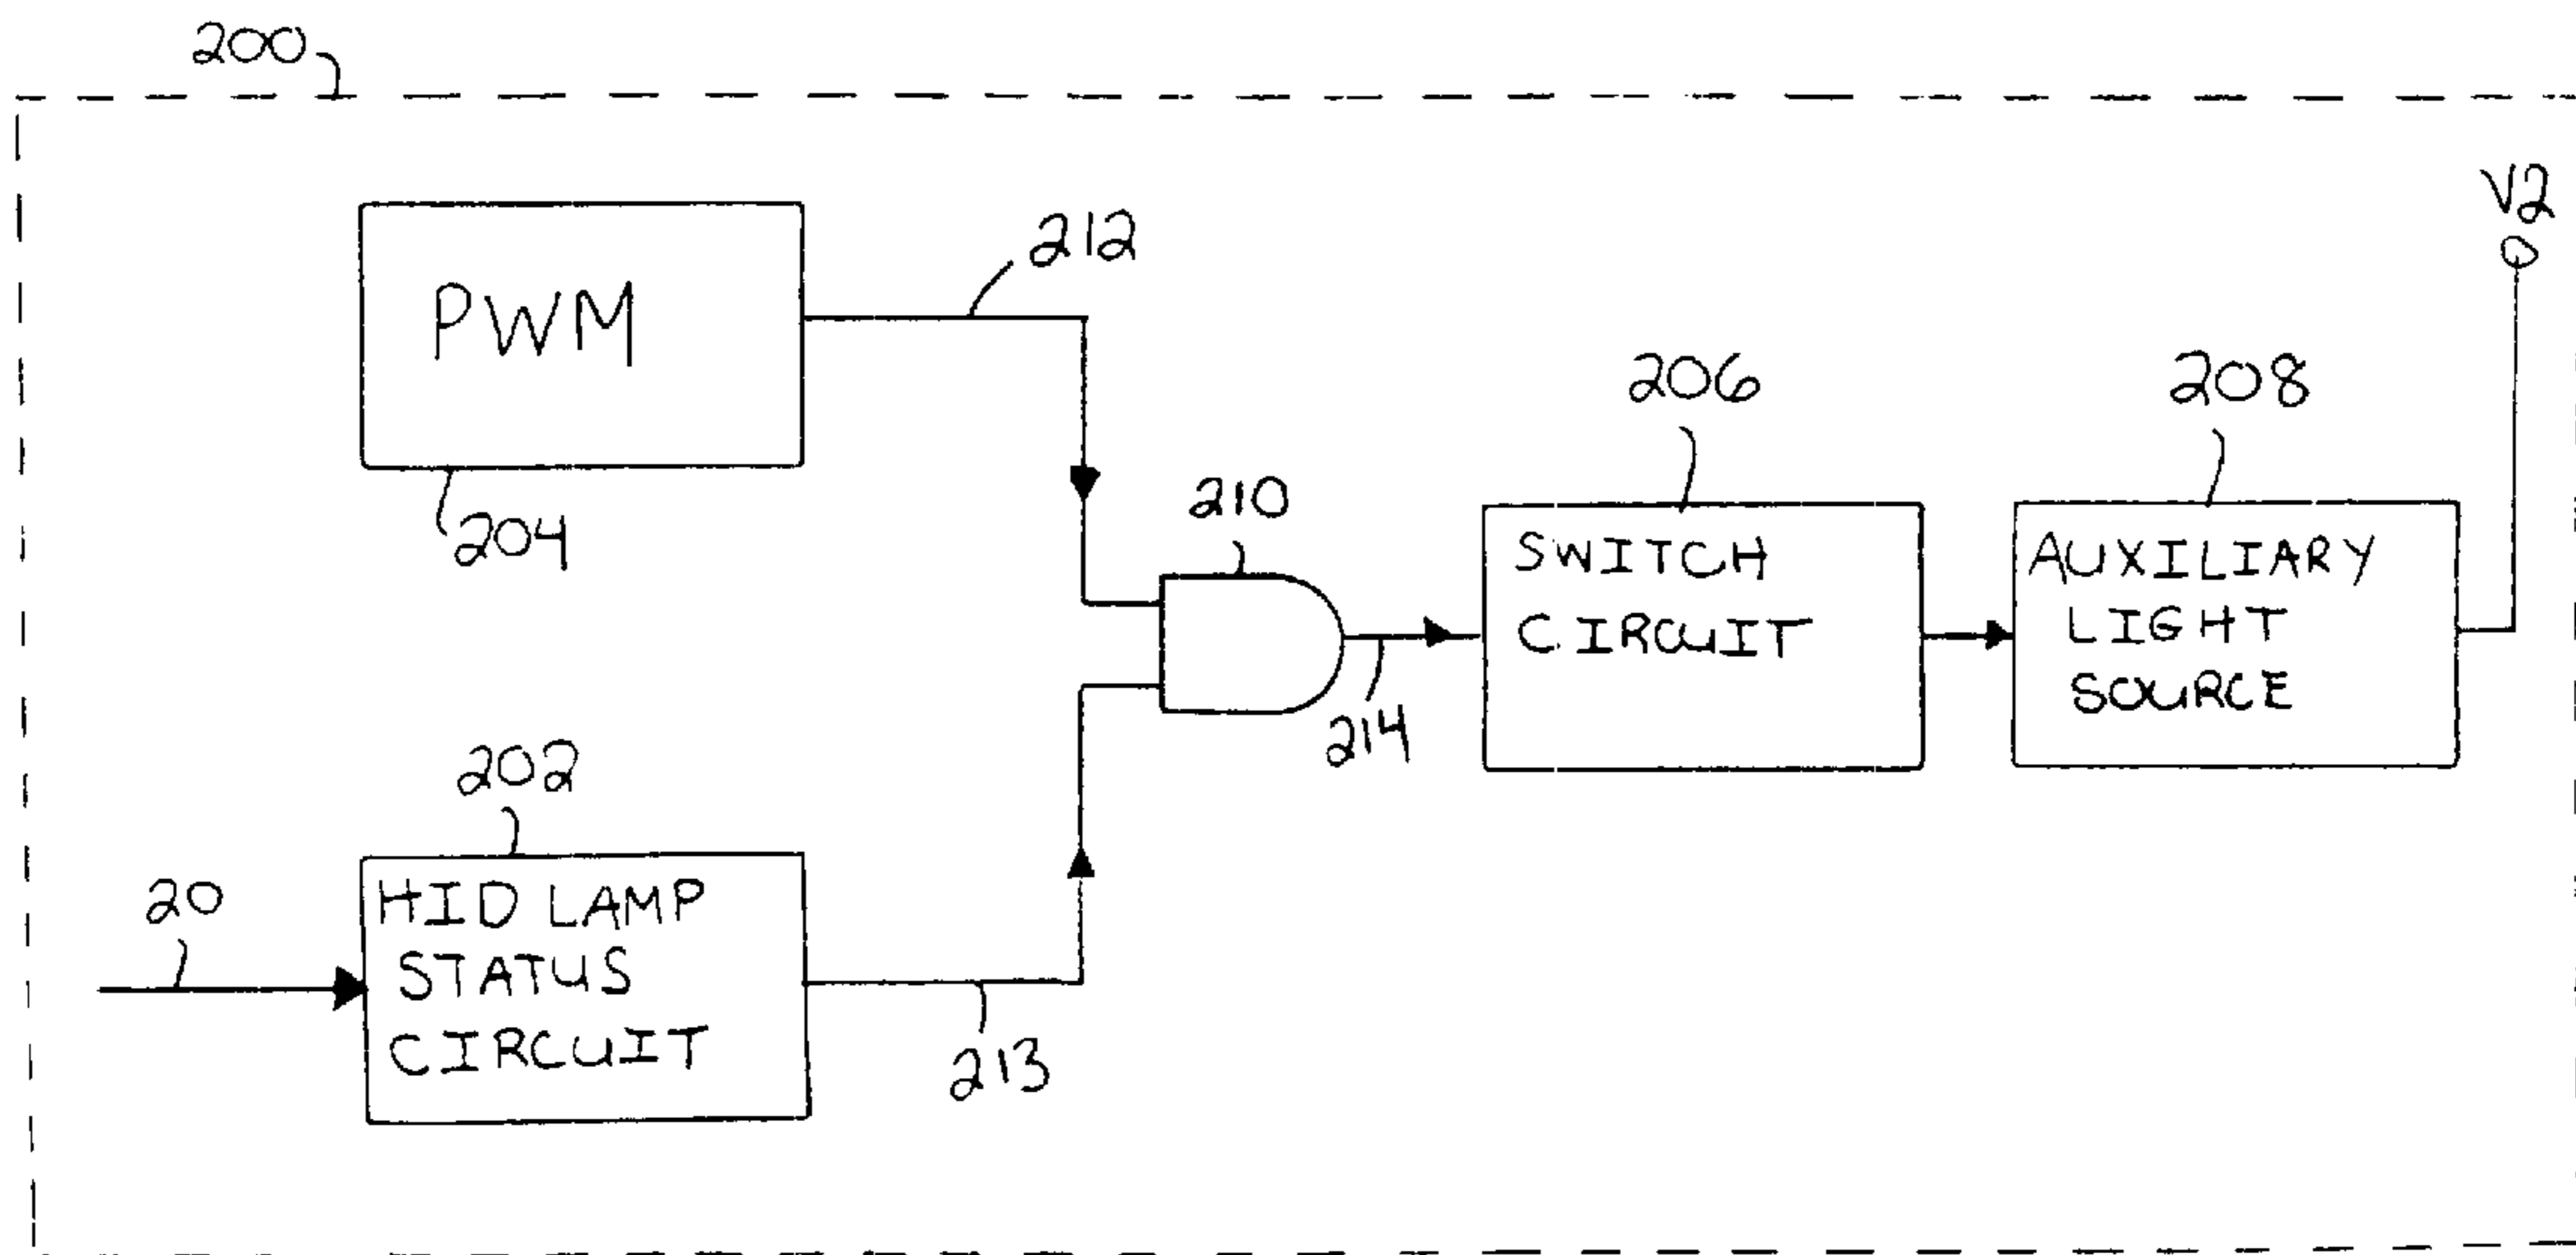 200
V2
212
PWM
204
206
208
210
SWITCH
CIRCUIT
AUXILIARY
LIGHT
SOURCE
214
202
20
HID LAMP
STATUS
CIRCUIT
213